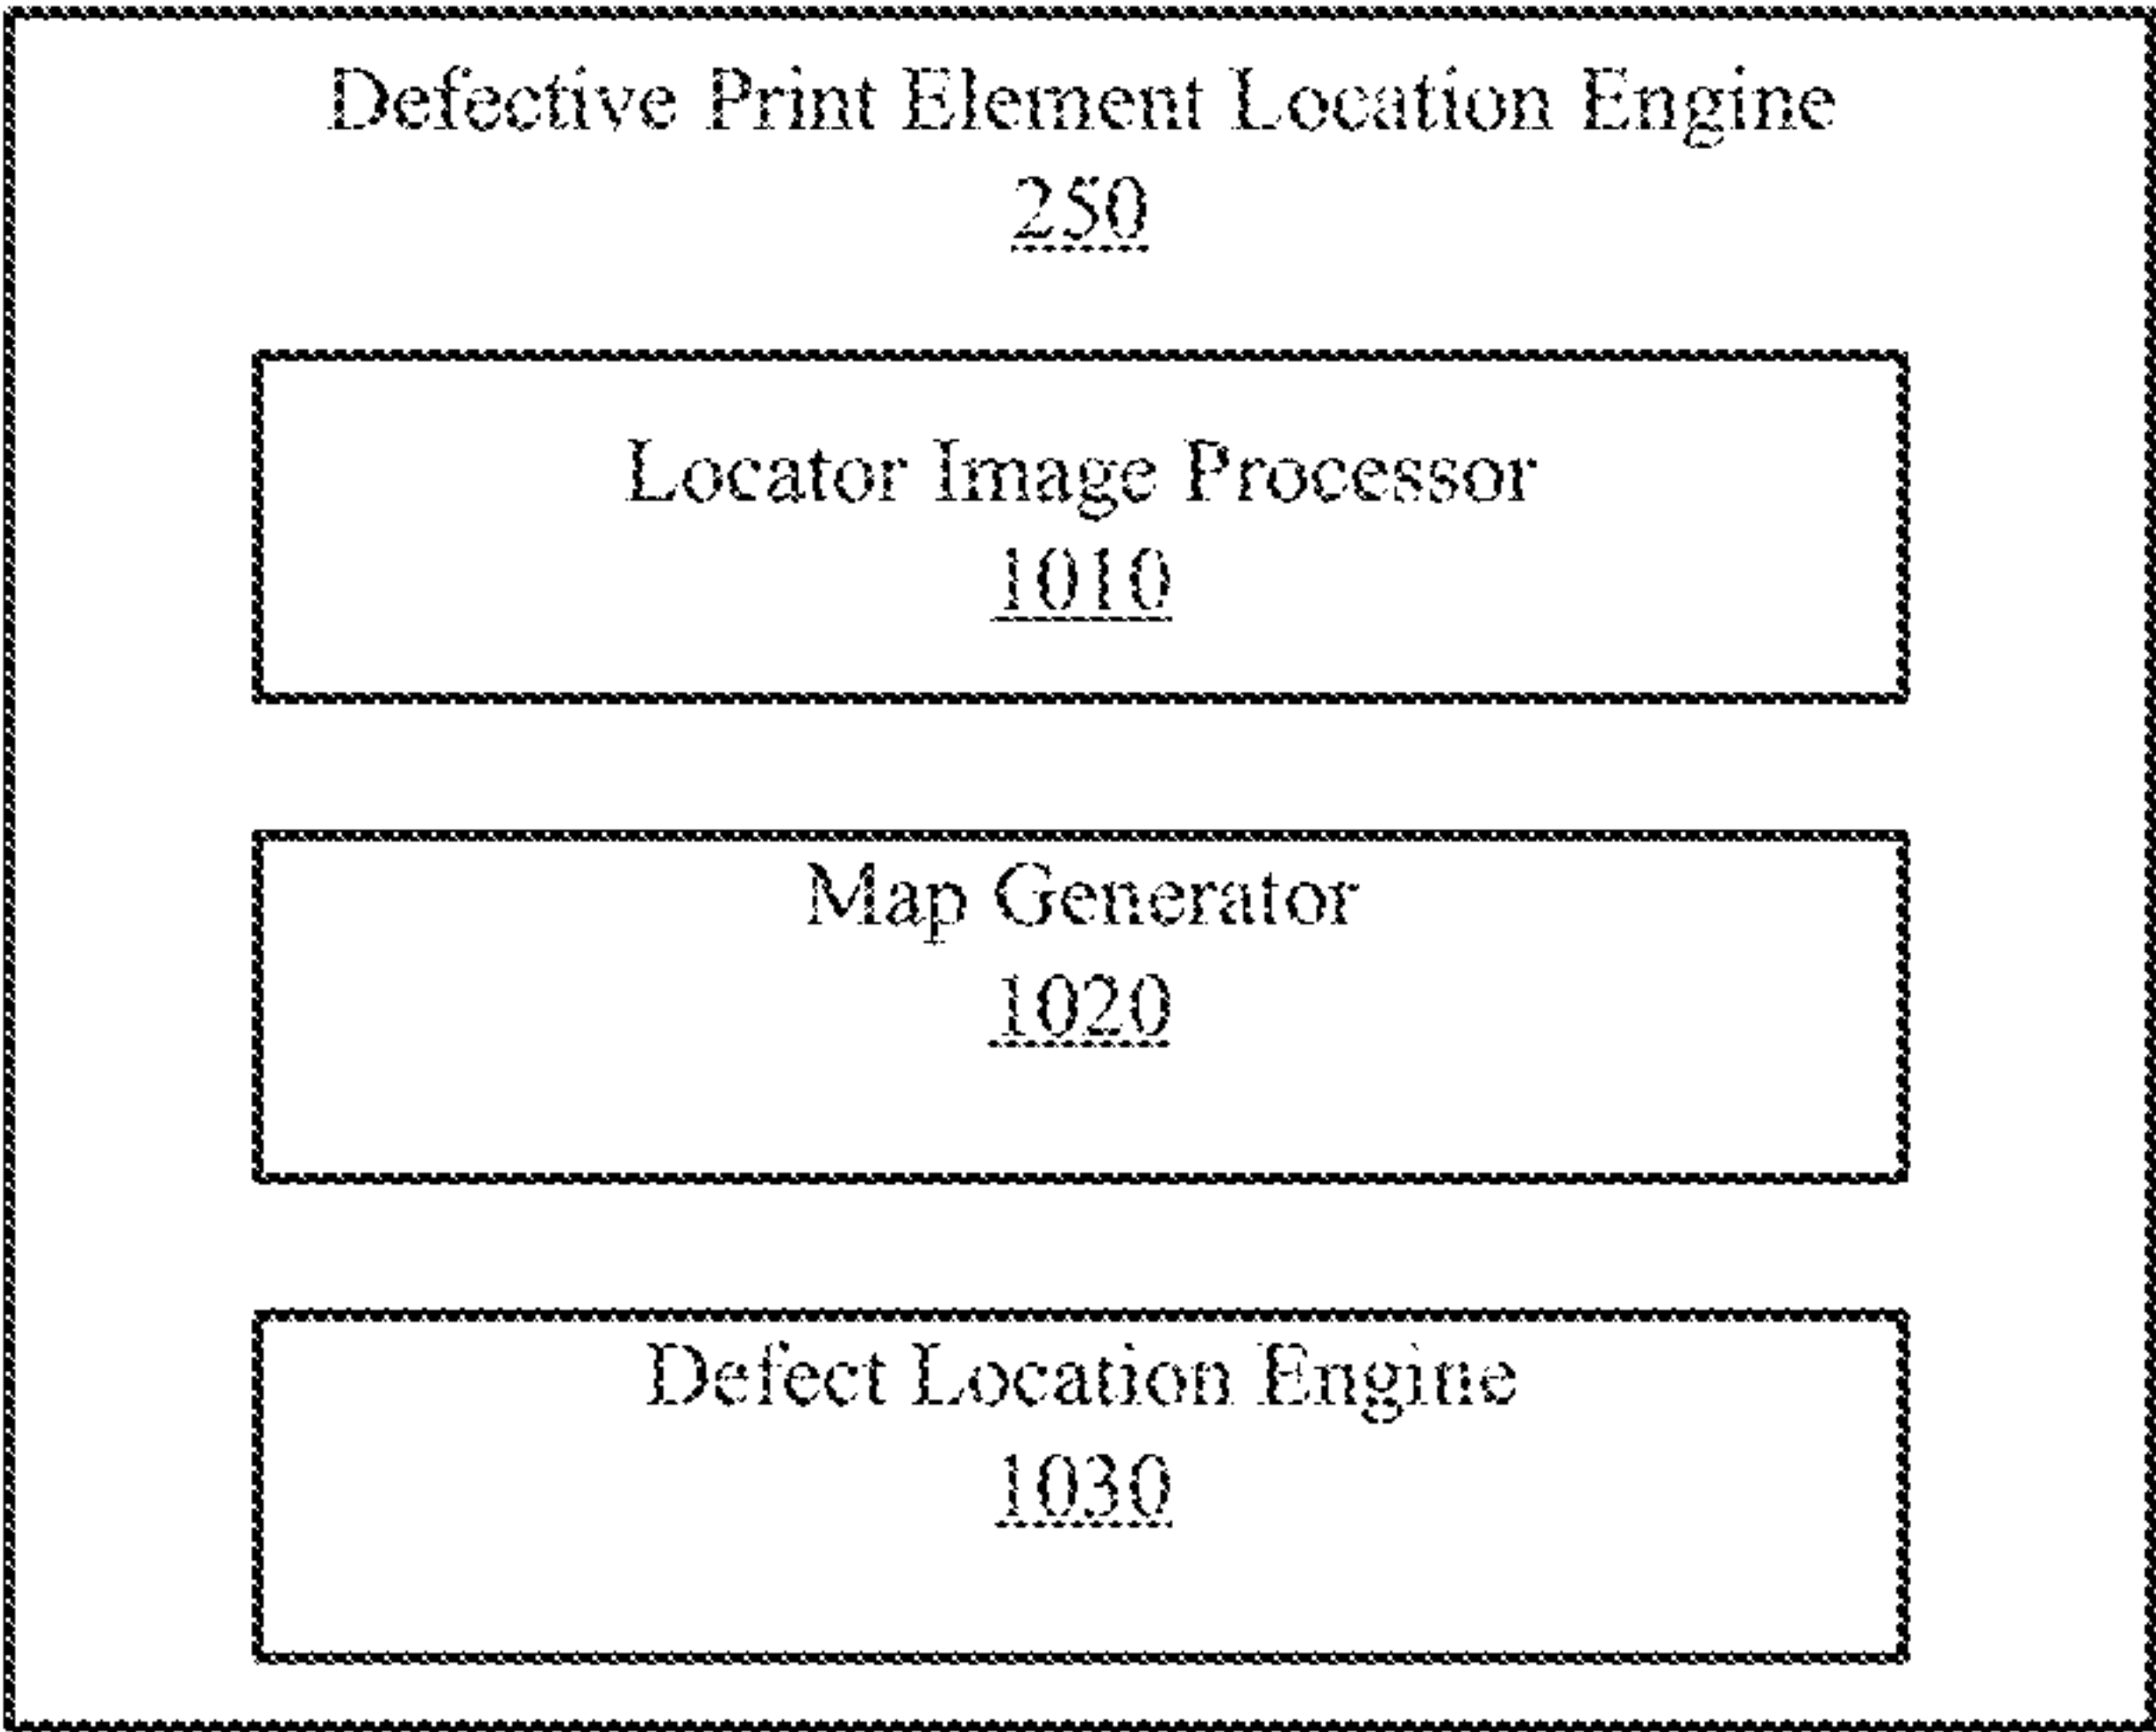 Defective Print Element Location Engine
250
Locator Image Processor
1010
Map Generator
1020
Defect Location Engine
1030